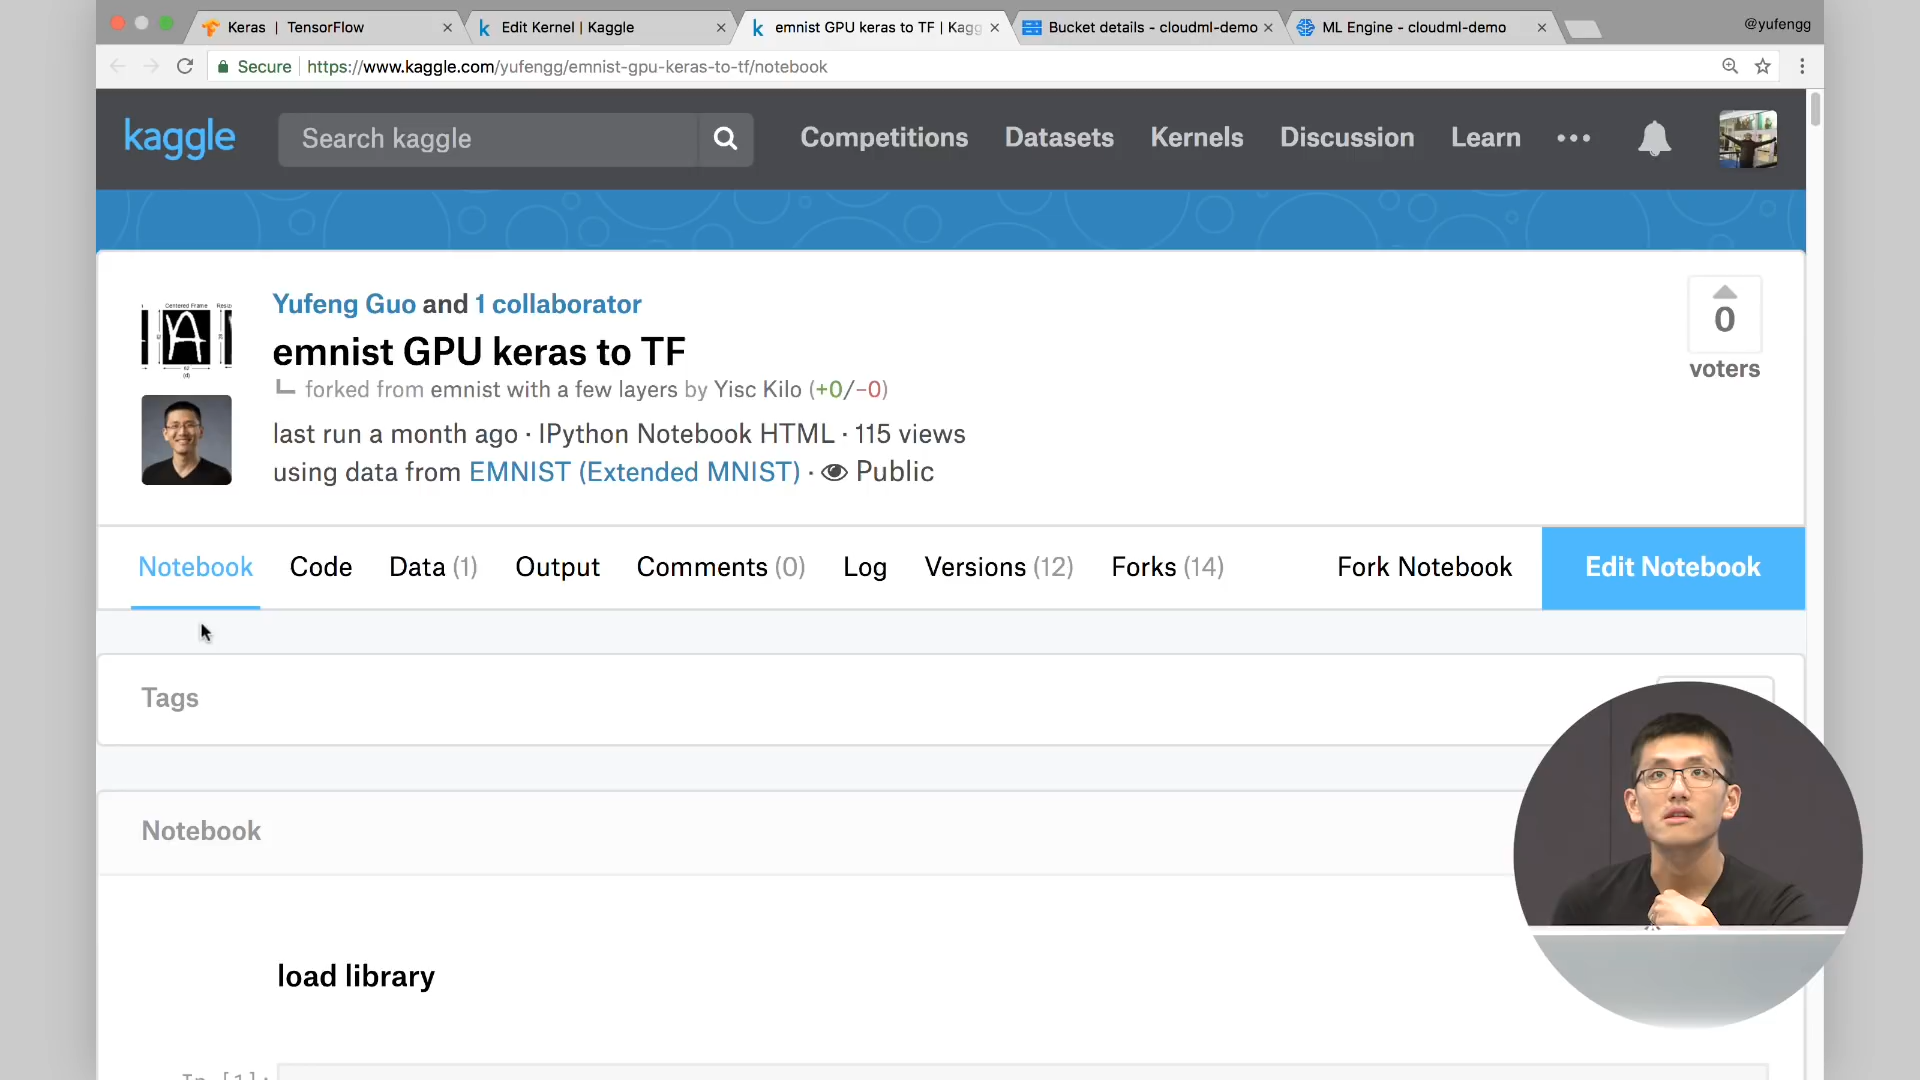 Keras | TensorFlow
Edit Kernel | Kaggle
emnist GPU keras to TF | Kagg
Bucket details - cloudml-demo
ML Engine - cloudml-demo
@yufengg
Secure
https://www.kaggle.com/yufengg/emnist-gpu-keras-to-tf/notebook
kaggle
Search kaggle
Competitions
Datasets
Kernels
Discussion
Learn
Yufeng Guo and 1 collaborator
0
voters
Centered Frame
A
emnist GPU keras to TF
forked from emnist with a few layers by Yisc Kilo (+0/−0)
last run a month ago · IPython Notebook HTML · 115 views
using data from EMNIST (Extended MNIST) · Public
Notebook
Code
Data (1)
Output
Comments (0)
Log
Versions (12)
Forks (14)
Fork Notebook
Edit Notebook
Tags
Notebook
load library
In [1]: